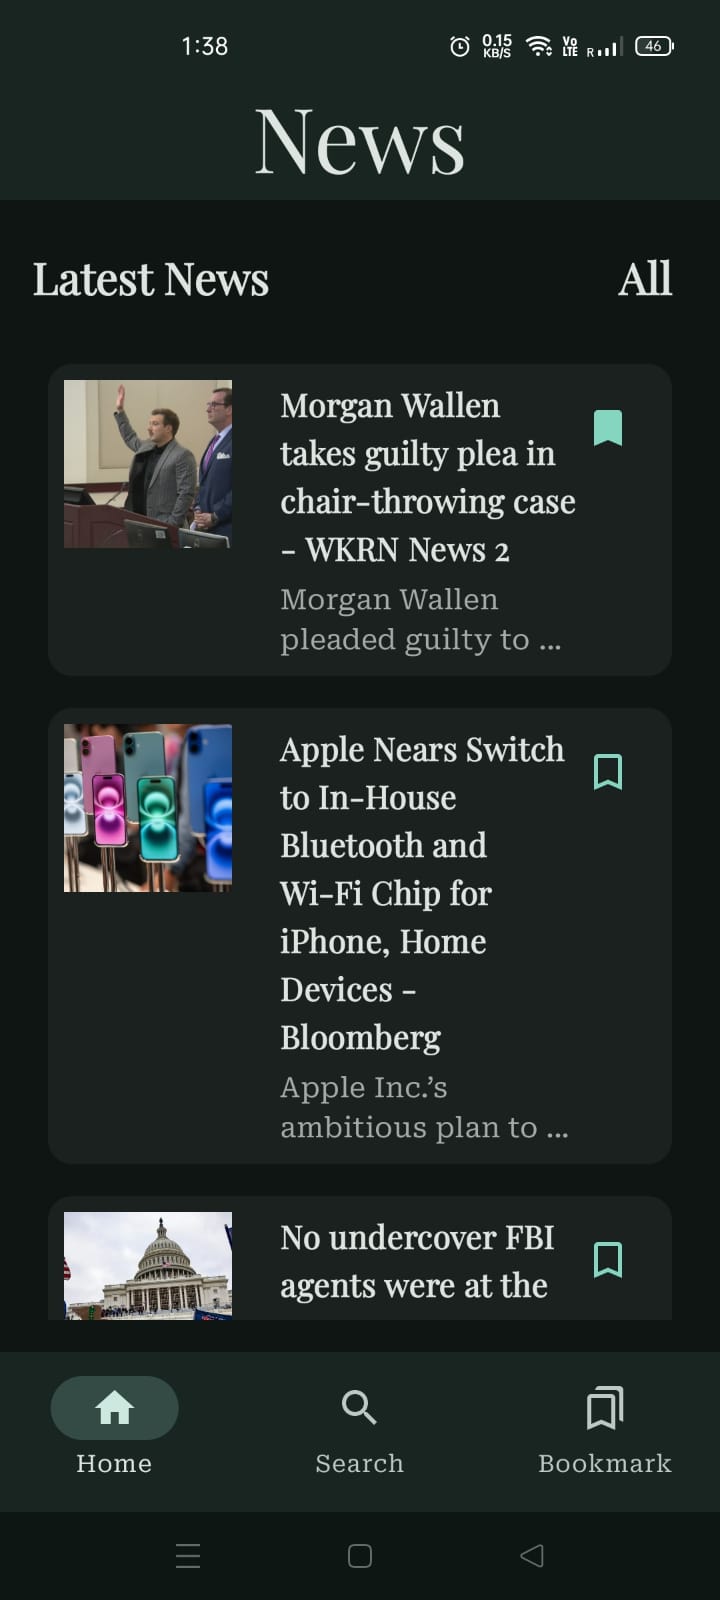 1:38
0.15
KB/S
Vo
LTE
R
46
News
Latest News
All
Morgan Wallen
takes guilty plea in
chair-throwing case
- WKRN News 2
Morgan Wallen
pleaded guilty to ...
Apple Nears Switch
to In-House
Bluetooth and
Wi-Fi Chip for
iPhone, Home
Devices -
Bloomberg
Apple Inc.’s
ambitious plan to ...
No undercover FBI
agents were at the
Home
Search
Bookmark